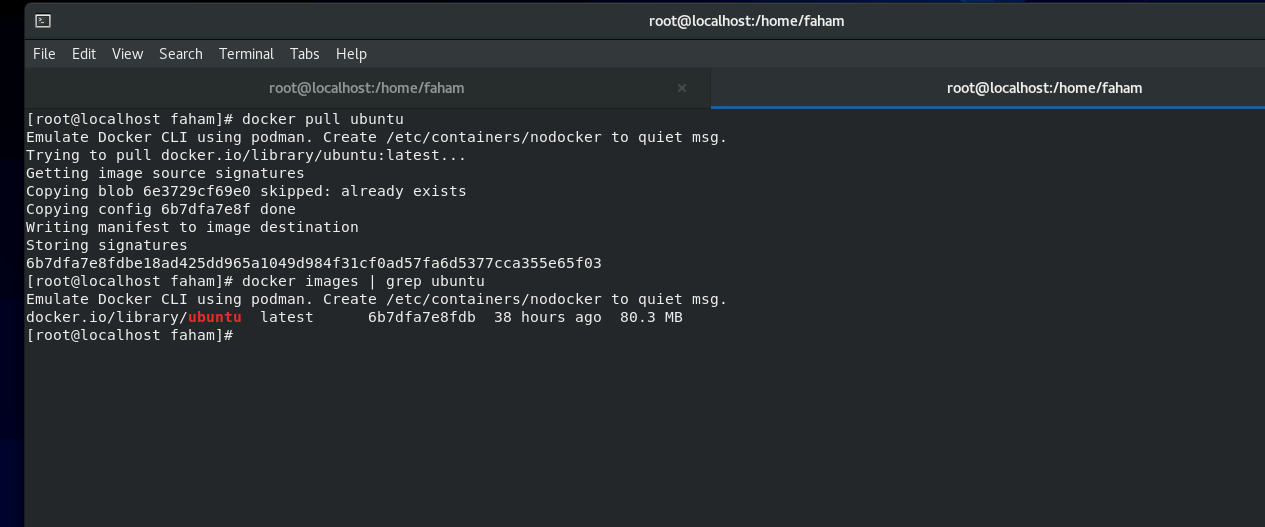 root@localhost:/home/faham
File Edit View Search Terminal Tabs Help
root@localhost:/home/faham × root@localhost:/home/faham
[root@localhost faham]# docker pull ubuntu
Emulate Docker CLI using podman. Create /etc/containers/nodocker to quiet msg.
Trying to pull docker.io/library/ubuntu:latest...
Getting image source signatures
Copying blob 6e3729cf69e0 skipped: already exists
Copying config 6b7dfa7e8f done
Writing manifest to image destination
Storing signatures
6b7dfa7e8fdbe18ad425dd965a1049d984f31cf0ad57fa6d5377cca355e65f03
[root@localhost faham]# docker images | grep ubuntu
Emulate Docker CLI using podman. Create /etc/containers/nodocker to quiet msg.
docker.io/library/ubuntu  latest      6b7dfa7e8fdb  38 hours ago  80.3 MB
[root@localhost faham]#